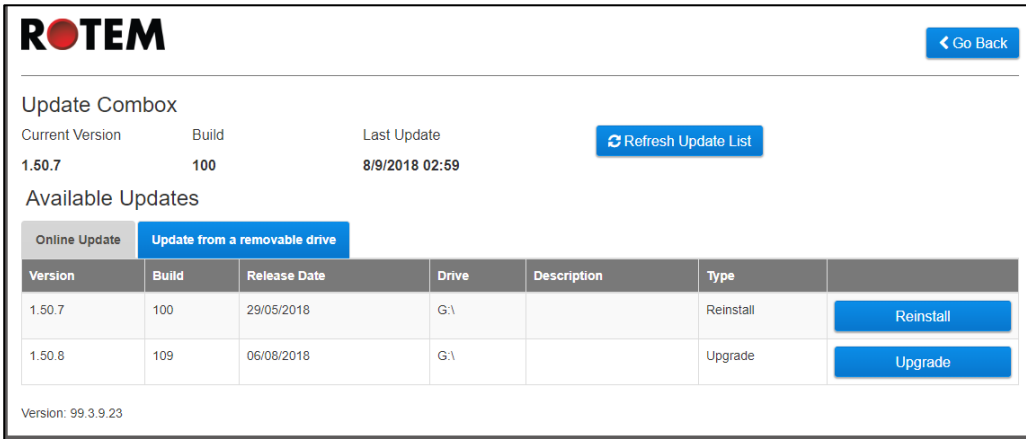 ROTEM
Go Back
Update Combox
Current Version Build Last Update Refresh Update List
1.50.7 100 8/9/2018 02:59
Available Updates
Online Update Update from a removable drive
Version Build Release Date Drive Description Type
1.50.7 100 29/05/2018 G:\ Reinstall Reinstall
1.50.8 109 06/08/2018 G:\ Upgrade Upgrade
Version: 99.3.9.23